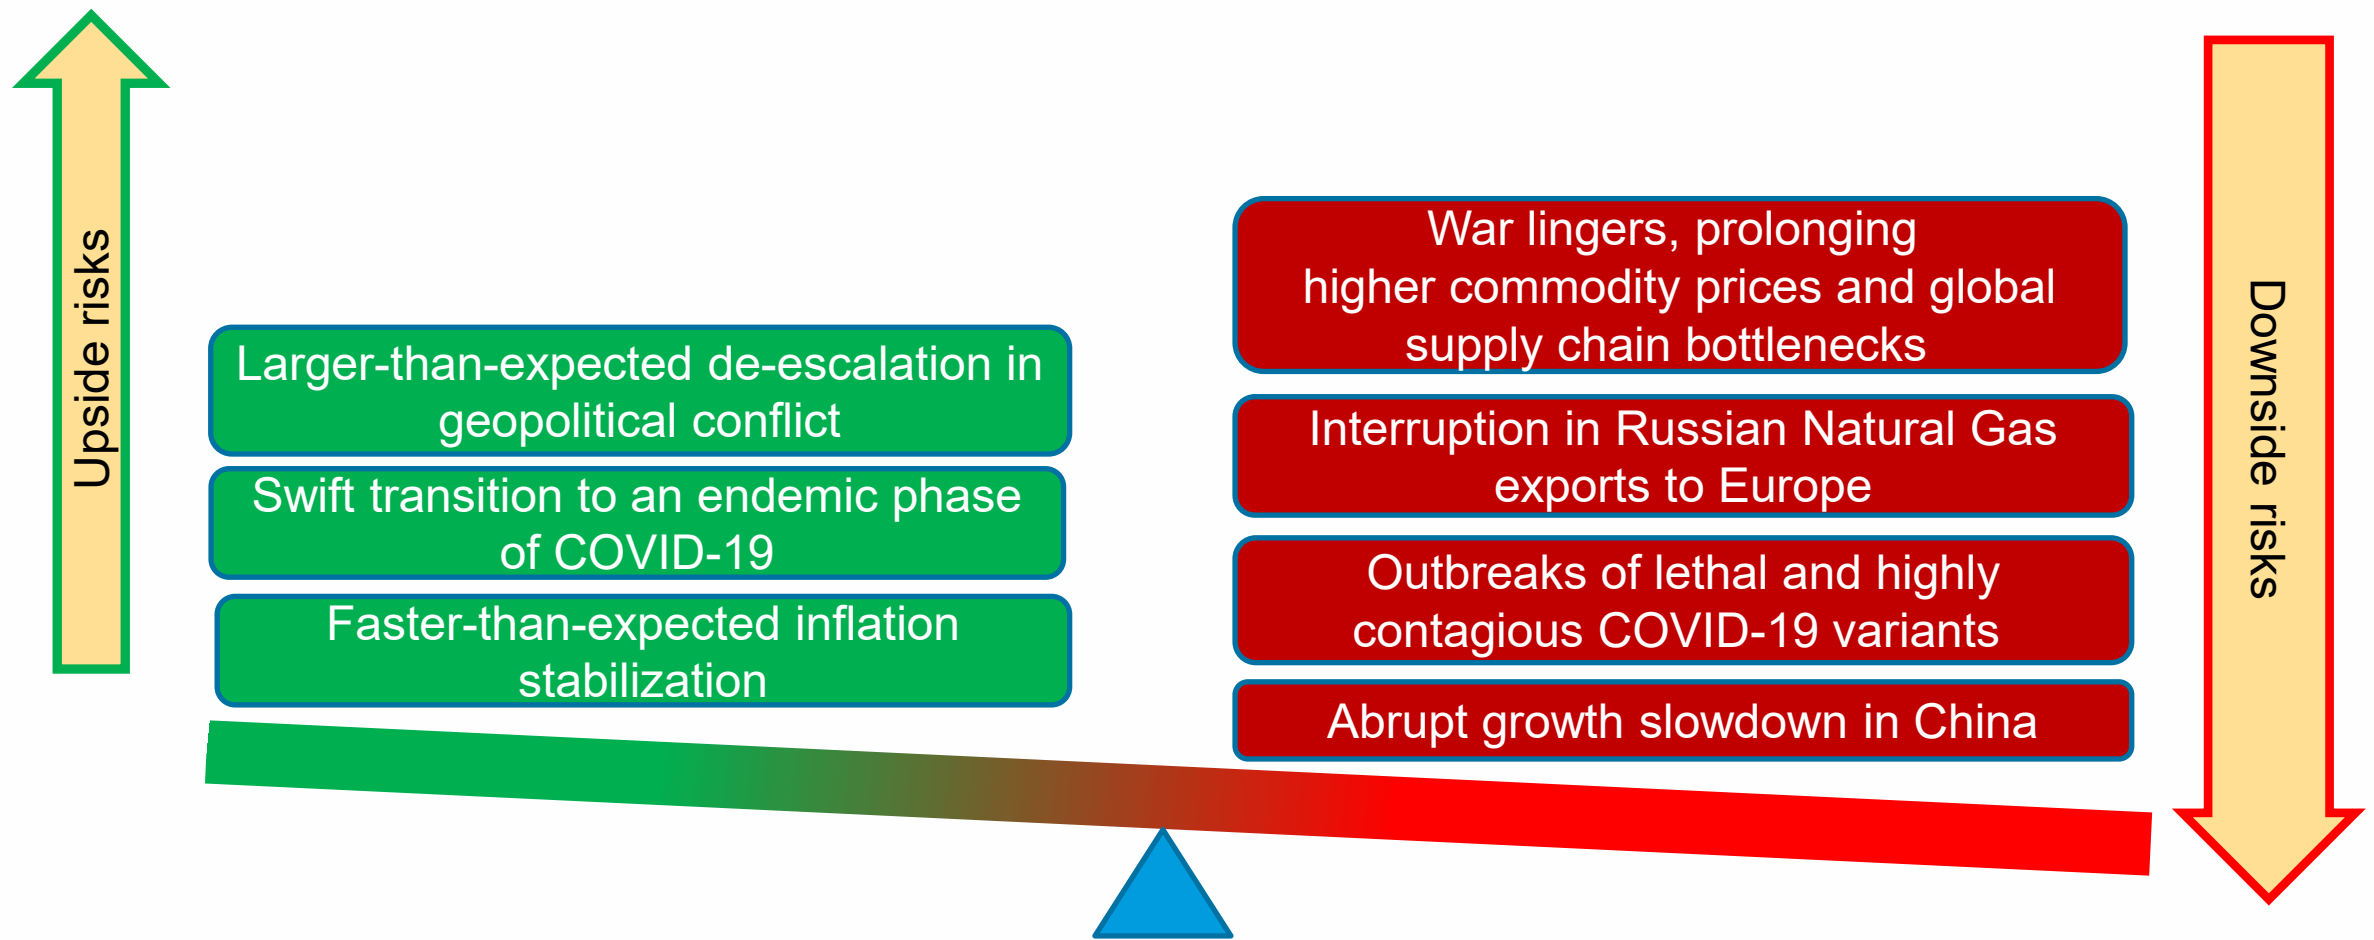 Upside risks
Larger-than-expected de-escalation in
geopolitical conflict
Swift transition to an endemic phase
of COVID-19
Faster-than-expected inflation
stabilization
War lingers, prolonging
higher commodity prices and global
supply chain bottlenecks
Interruption in Russian Natural Gas
exports to Europe
Outbreaks of lethal and highly
contagious COVID-19 variants
Abrupt growth slowdown in China
Downside risks